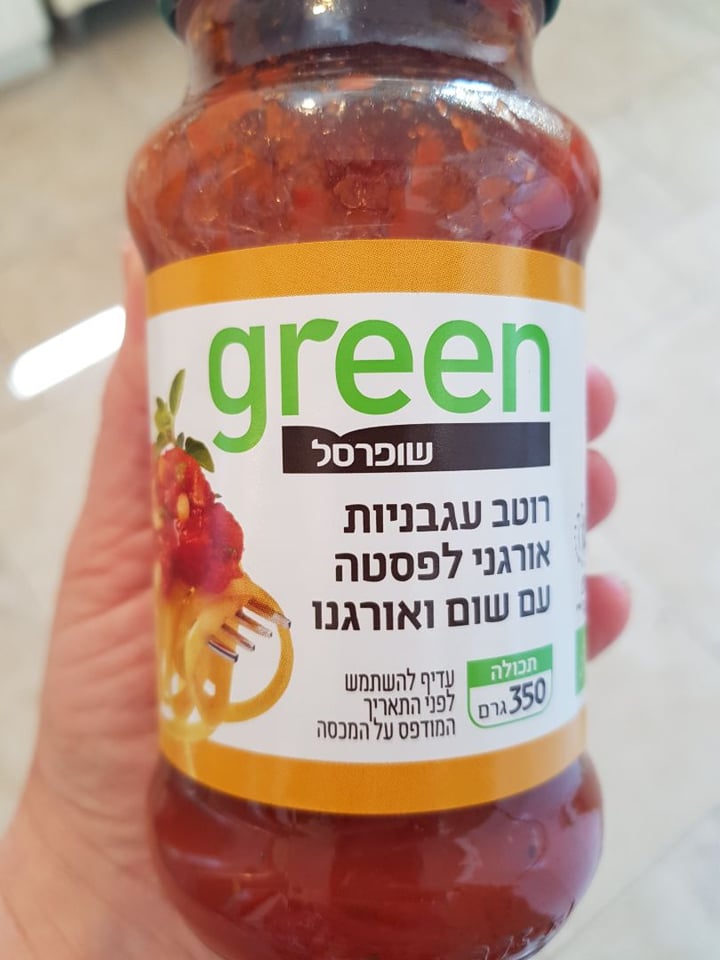 green
שופרסל
רוטב עגבניות
אורגני לפסטה
עם שום ואורגנו
תכולה
350 גרם
עדיף להשתמש
לפני התאריך
המודפס על המכסה